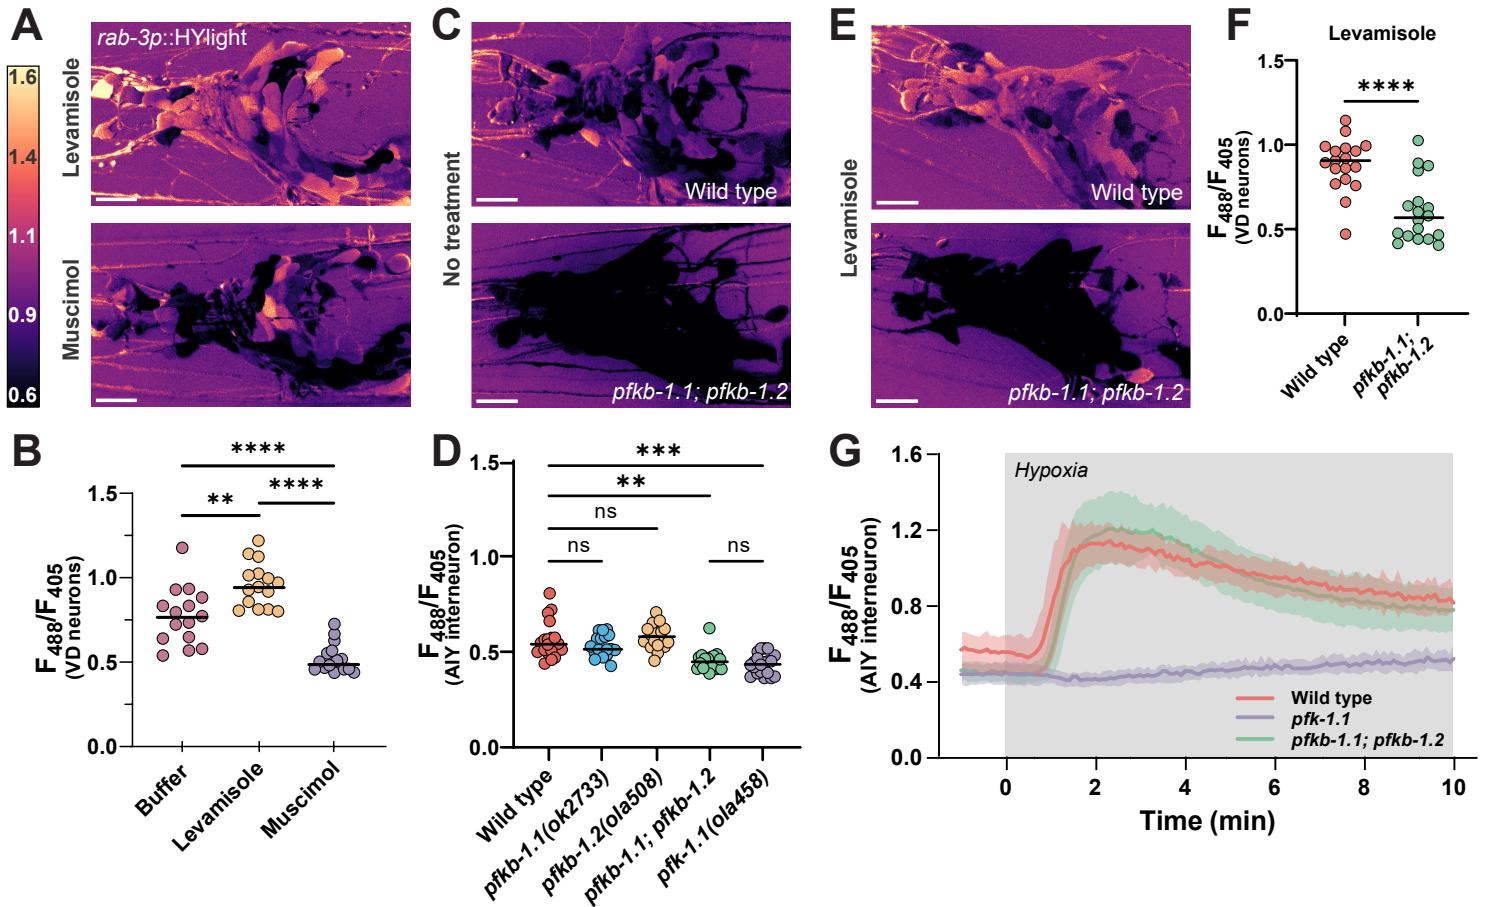 A
rab-3p::HYlight
Levamisole
Muscimol
1.6
1.4
1.1
0.9
0.6
C
No treatment
Wild type
pfkb-1.1; pfkb-1.2
E
Levamisole
Wild type
pfkb-1.1; pfkb-1.2
F
Levamisole
****
F488/F405
(VD neurons)
1.5
1.0
0.5
0.0
Wild type
pfkb-1.1;
pfkb-1.2
B
****
**
****
F488/F405
(VD neurons)
1.5
1.0
0.5
0.0
Buffer
Levamisole
Muscimol
D
***
**
ns
ns
ns
F488/F405
(AIY interneuron)
1.5
1.0
0.5
0.0
Wild type
pfkb-1.1(ok2733)
pfkb-1.2(ola508)
pfkb-1.1; pfkb-1.2
pfk-1.1(ola458)
G
Hypoxia
F488/F405
(AIY interneuron)
1.6
1.2
0.8
0.4
0.0
Wild type
pfk-1.1
pfkb-1.1; pfkb-1.2
0 2 4 6 8 10
Time (min)